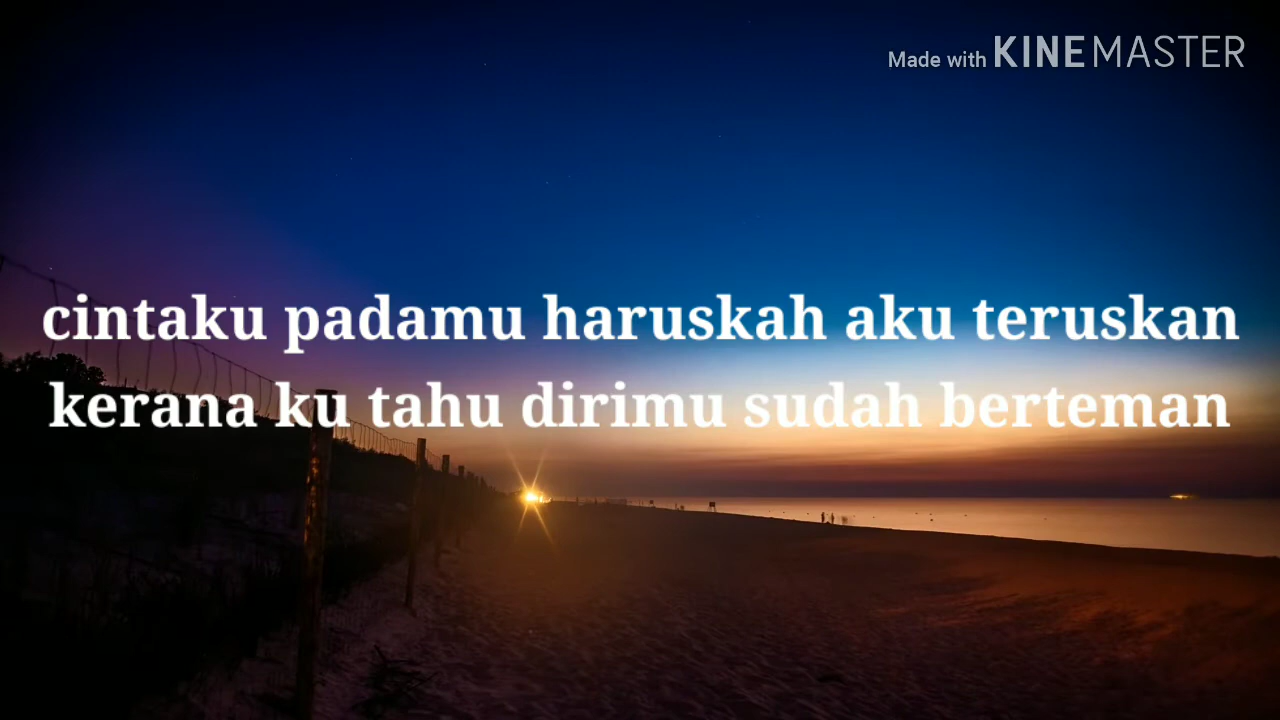 Made with KINEMASTER
cintaku padamu haruskah aku teruskan
kerana ku tahu dirimu sudah berteman